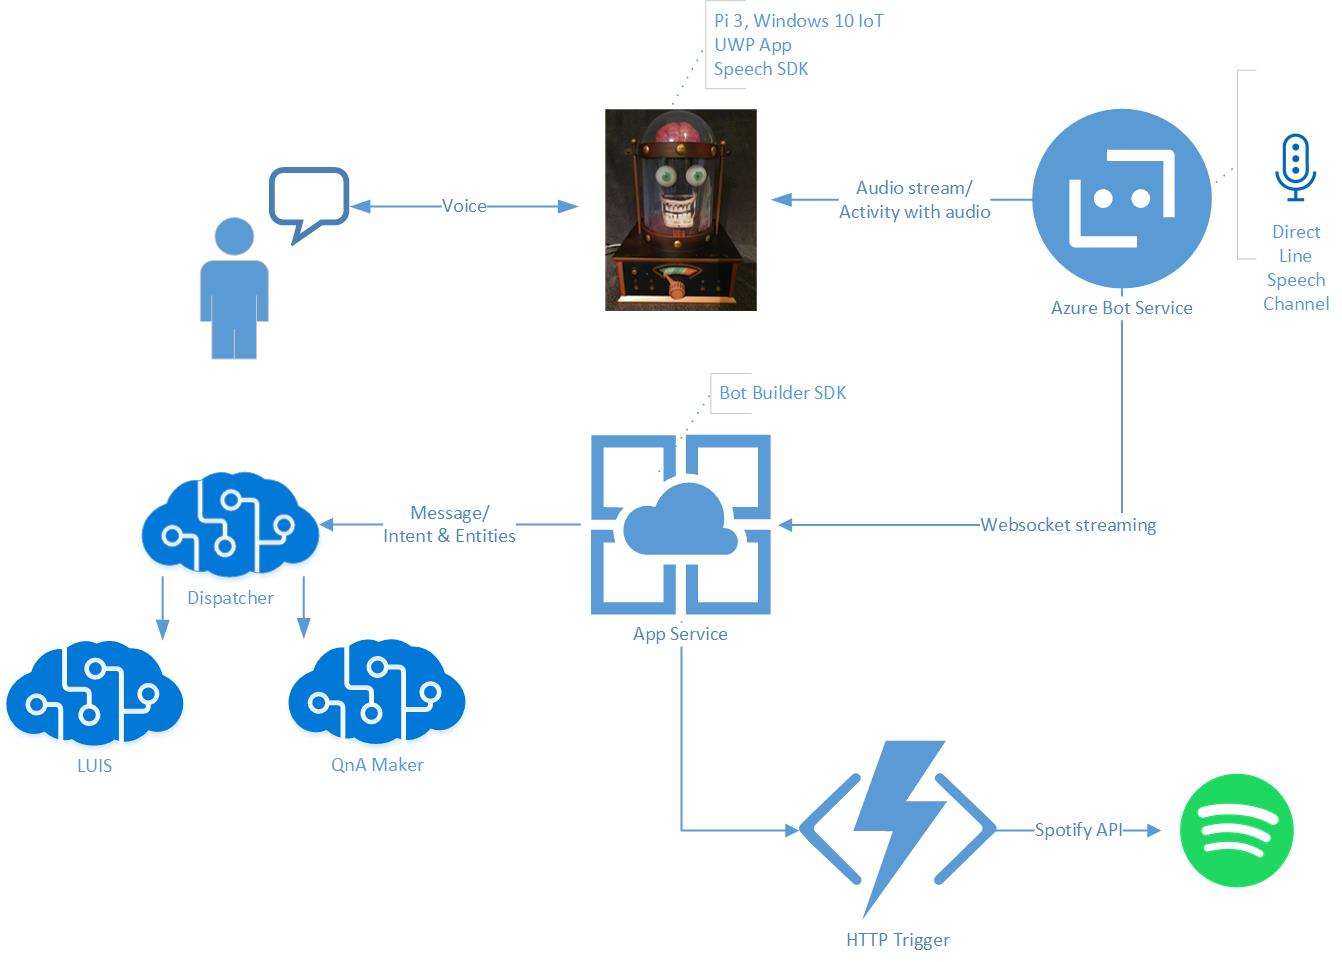 Pi 3, Windows 10 IoT
UWP App
Speech SDK
Voice
Audio stream/
Activity with audio
Direct
Line
Speech
Channel
Azure Bot Service
Bot Builder SDK
Message/
Intent & Entities
Websocket streaming
Dispatcher
App Service
LUIS
QnA Maker
Spotify API
HTTP Trigger